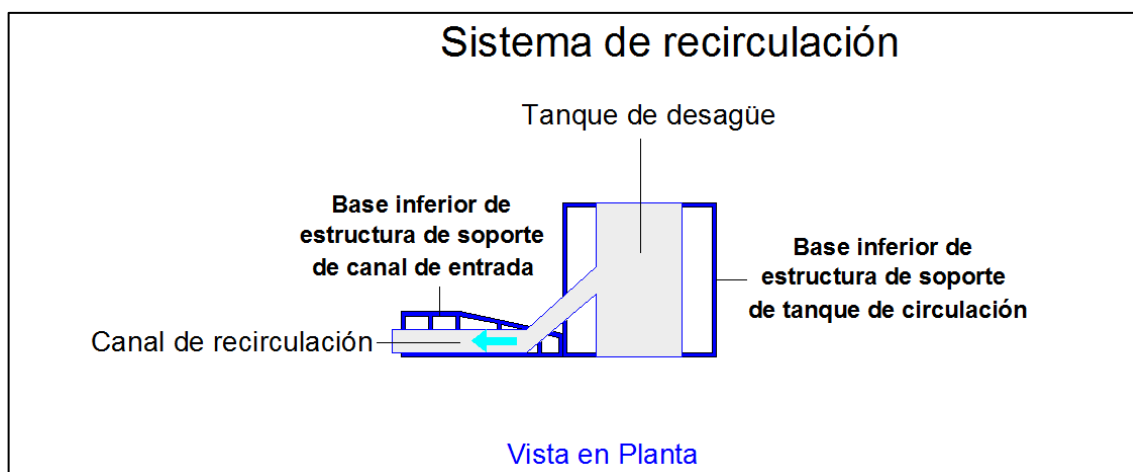 Sistema de recirculación
Tanque de desagüe
Base inferior de
estructura de soporte
de canal de entrada
Base inferior de
estructura de soporte
de tanque de circulación
Canal de recirculación
Vista en Planta